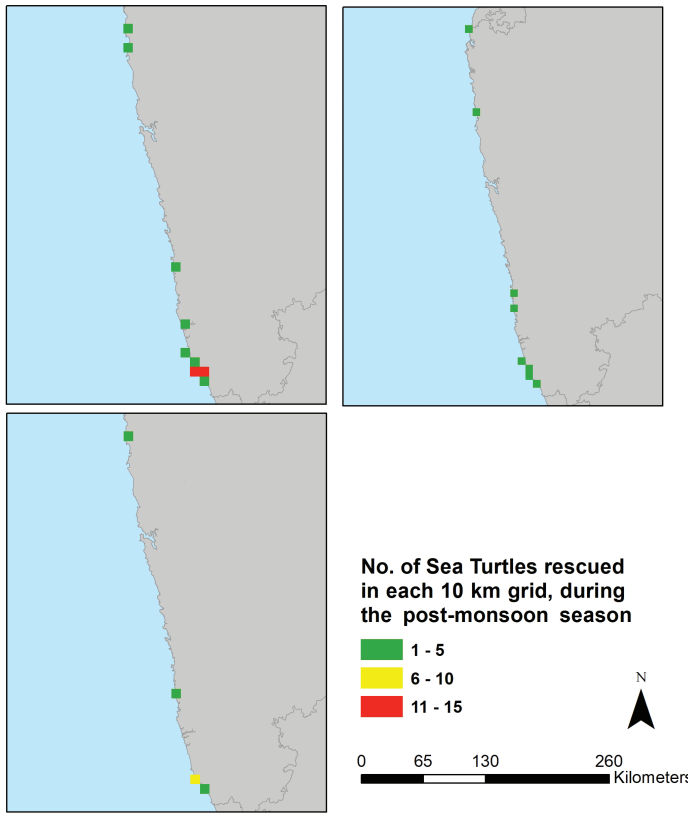 No. of Sea Turtles rescued
in each 10 km grid, during
the post-monsoon season
1 - 5
6 - 10
11 - 15
N
0 65 130 260
Kilometers